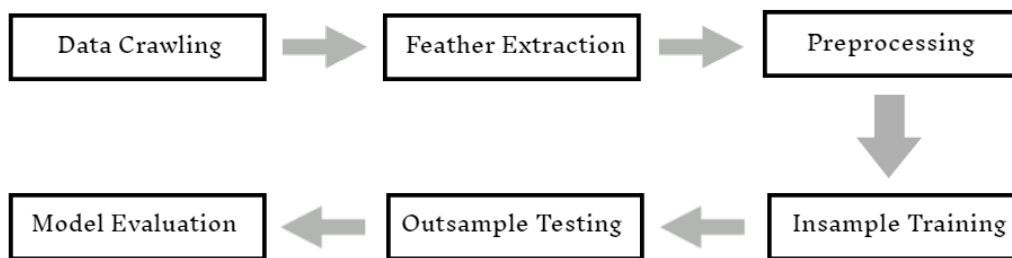 Data Crawling
Feather Extraction
Preprocessing
Insample Training
Outsample Testing
Model Evaluation